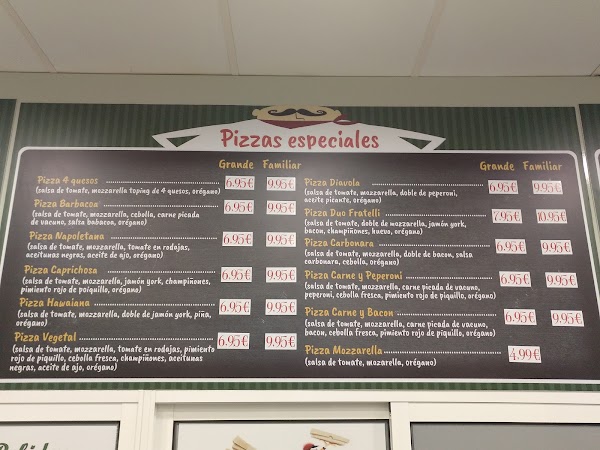 Pizzas especiales
Grande Familiar
Pizza 4 quesos 6.95€ 9.95€
(salsa de tomate, mozzarella toping de 4 quesos, orégano)
Pizza Barbacoa 6.95€ 9.95€
(salsa de tomate, mozzarella, cebolla, carne picada
de vacuno, salsa babacoa, orégano)
Pizza Napoletana 6.95€ 9.95€
(salsa de tomate, mozzarella, tomate en rodajas,
aceitunas negras, aceite de ajo, orégano)
Pizza Caprichosa 6.95€ 9.95€
(salsa de tomate, mozzarella, jamón york, champiñones,
pimiento rojo de poiquillo, orégano)
Pizza Hawaiana 6.95€ 9.95€
(salsa de tomate, mozzarella, doble de jamón york, piña,
orégano)
Pizza Vegetal 6.95€ 9.95€
(salsa de tomate, mozzarella, tomate en rodajas, pimiento
rojo de piquillo, cebolla fresca, champiñones, aceitunas
negras, aceite de ajo, orégano)
Grande Familiar
Pizza Diavola 6.95€ 9.95€
(salsa de tomate, mozzarella, doble de peperoni,
aceite picante, orégano)
Pizza Duo Fratelli 7.95€ 10.95€
(salsa de tomate, doble de mozzarella, jamón york,
bacon, champiñones, huevo, orégano)
Pizza Carbonara 6.95€ 9.95€
(salsa de tomate, mozzarella, doble de bacon, salsa
carbonara, cebolla, orégano)
Pizza Carne y Peperoni 6.95€ 9.95€
(salsa de tomate, mozzarella, carne picada de vacuno,
peperoni, cebolla fresca, pimiento rojo de piquillo, orégano)
Pizza Carne y Bacon 6.95€ 9.95€
(salsa de tomate, mozzarella, carne picada de vacuno,
bacon, cebolla fresca, pimiento rojo de piquillo, orégano)
Pizza Mozzarella 4.99€
(salsa de tomate, mozarella, orégano)